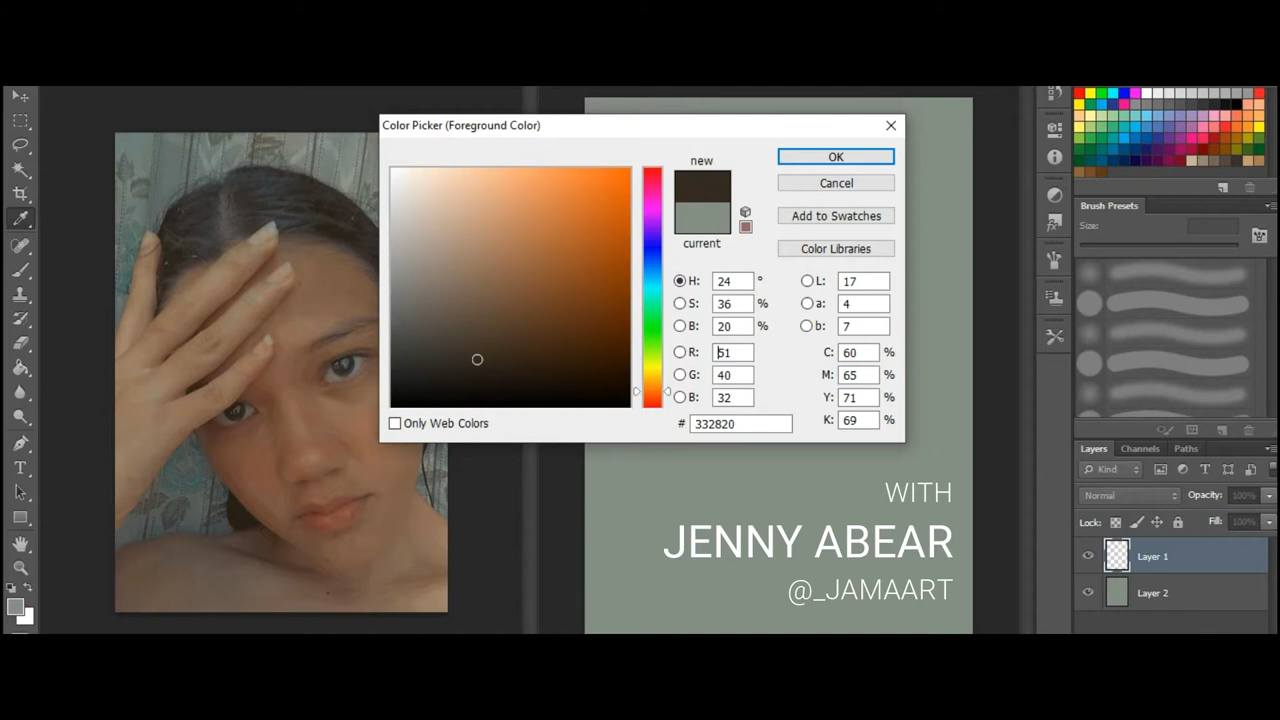 Color Picker (Foreground Color)
new
current
OK
Cancel
Add to Swatches
Color Libraries
H: 24 °
S: 36 %
B: 20 %
R: 51
G: 40
B: 32
# 332820
L: 17
a: 4
b: 7
C: 60 %
M: 65 %
Y: 71 %
K: 69 %
Only Web Colors
WITH
JENNY ABEAR
@_JAMAART
Brush Presets
Size:
Layers Channels Paths
Kind
Normal Opacity: 100%
Lock: Fill: 100%
Layer 1
Layer 2